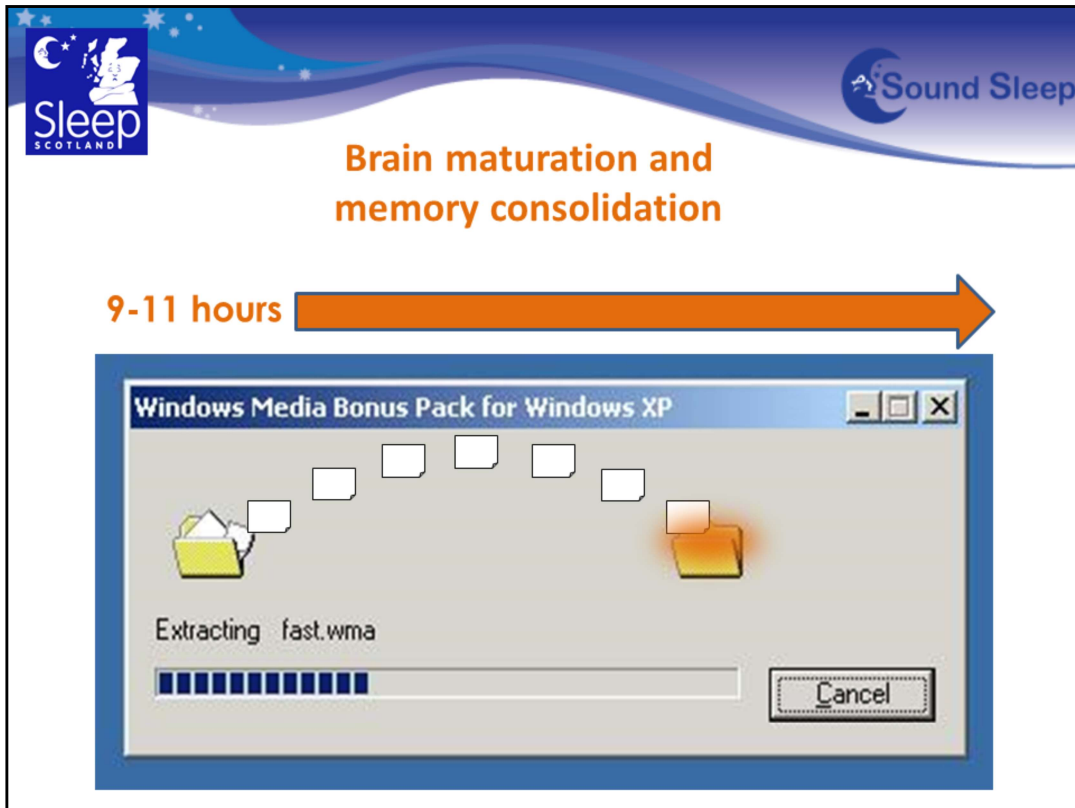 Sleep
SCOTLAND
Sound Sleep
Brain maturation and
memory consolidation
9-11 hours
Windows Media Bonus Pack for Windows XP
Extracting fast.wma
Cancel